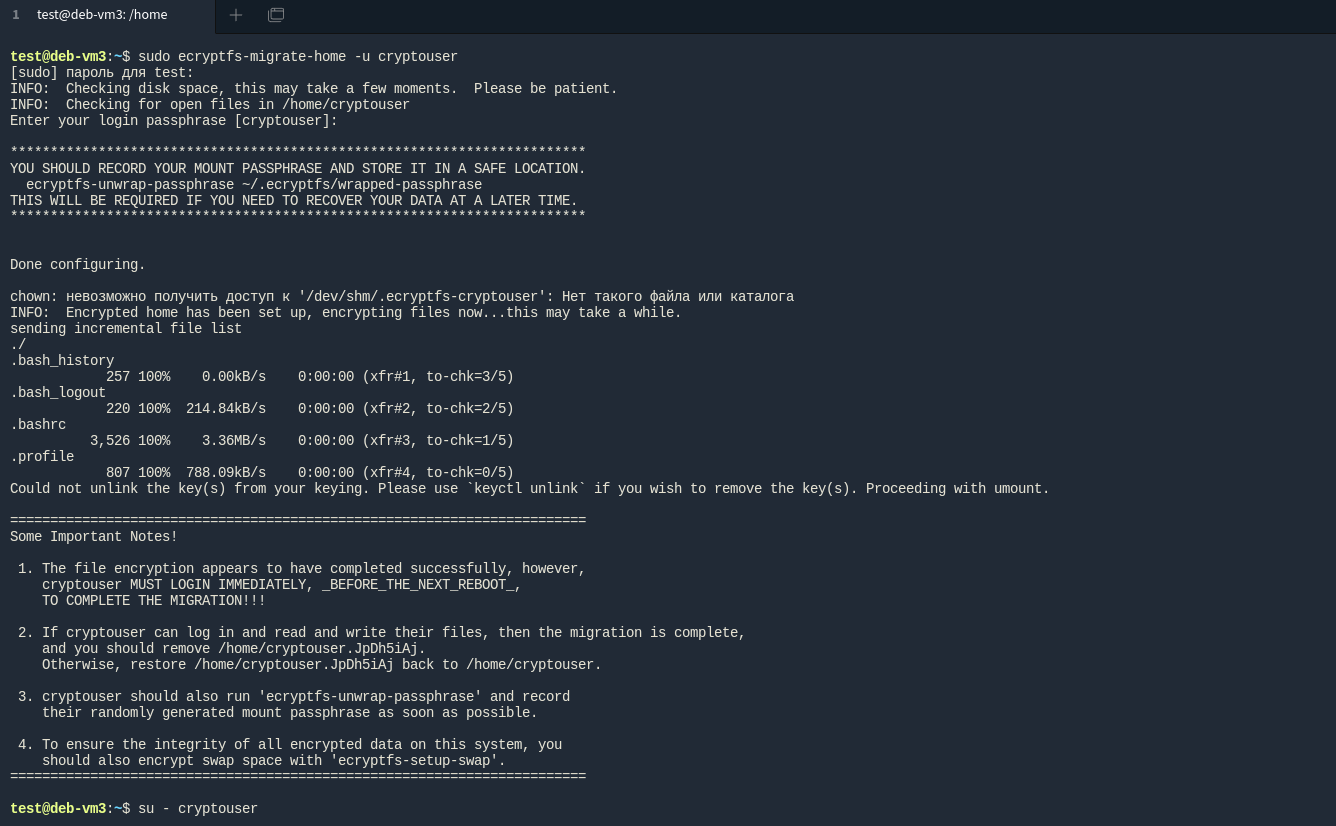 1 test@deb-vm3: /home
test@deb-vm3:~$ sudo ecryptfs-migrate-home -u cryptouser
[sudo] пароль для test:
INFO:  Checking disk space, this may take a few moments.  Please be patient.
INFO:  Checking for open files in /home/cryptouser
Enter your login passphrase [cryptouser]:
************************************************************************
YOU SHOULD RECORD YOUR MOUNT PASSPHRASE AND STORE IT IN A SAFE LOCATION.
  ecryptfs-unwrap-passphrase ~/.ecryptfs/wrapped-passphrase
THIS WILL BE REQUIRED IF YOU NEED TO RECOVER YOUR DATA AT A LATER TIME.
************************************************************************
Done configuring.
chown: невозможно получить доступ к '/dev/shm/.ecryptfs-cryptouser': Нет такого файла или каталога
INFO:  Encrypted home has been set up, encrypting files now...this may take a while.
sending incremental file list
./
.bash_history
            257 100%    0.00kB/s    0:00:00 (xfr#1, to-chk=3/5)
.bash_logout
            220 100%  214.84kB/s    0:00:00 (xfr#2, to-chk=2/5)
.bashrc
          3,526 100%    3.36MB/s    0:00:00 (xfr#3, to-chk=1/5)
.profile
            807 100%  788.09kB/s    0:00:00 (xfr#4, to-chk=0/5)
Could not unlink the key(s) from your keying. Please use `keyctl unlink` if you wish to remove the key(s). Proceeding with umount.
========================================================================
Some Important Notes!
 1. The file encryption appears to have completed successfully, however,
    cryptouser MUST LOGIN IMMEDIATELY, _BEFORE_THE_NEXT_REBOOT_,
    TO COMPLETE THE MIGRATION!!!
 2. If cryptouser can log in and read and write their files, then the migration is complete,
    and you should remove /home/cryptouser.JpDh5iAj.
    Otherwise, restore /home/cryptouser.JpDh5iAj back to /home/cryptouser.
 3. cryptouser should also run 'ecryptfs-unwrap-passphrase' and record
    their randomly generated mount passphrase as soon as possible.
 4. To ensure the integrity of all encrypted data on this system, you
    should also encrypt swap space with 'ecryptfs-setup-swap'.
========================================================================
test@deb-vm3:~$ su - cryptouser